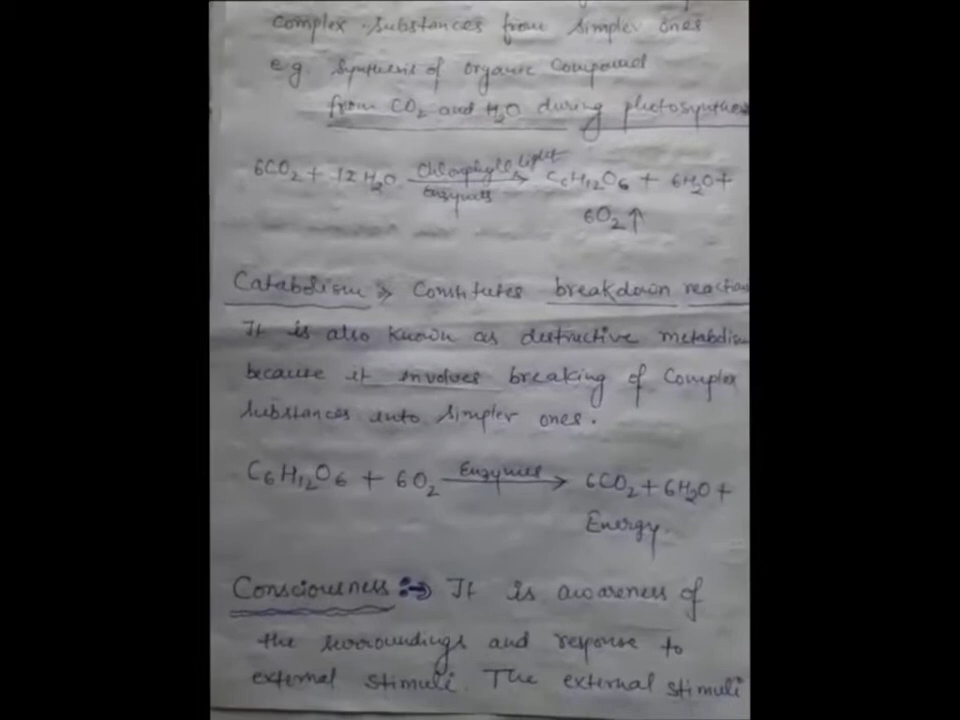 complex substances from simpler ones
e.g. Synthesis of organic compound
from CO₂ and H₂O during photosynthes
6CO₂ + 12H₂O Chlorophyll, light Enzymes → C₆H₁₂O₆ + 6H₂O +
6O₂ ↑
Catabolism → Constitutes breakdown reaction
It is also known as destructive metabolism
because it involves breaking of Complex
Substances into Simpler ones.
C₆H₁₂O₆ + 6O₂ Enzymes → 6CO₂ + 6H₂O +
Energy.
Consciousness :→ It is awareness of
the surroundings and response to
external stimuli. The external stimuli